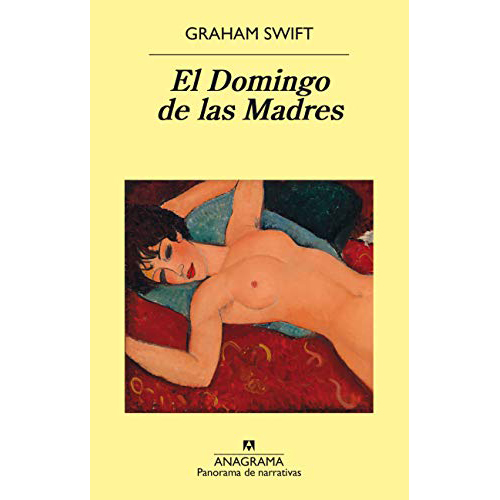 GRAHAM SWIFT
El Domingo
de las Madres
ANAGRAMA
Panorama de narrativas